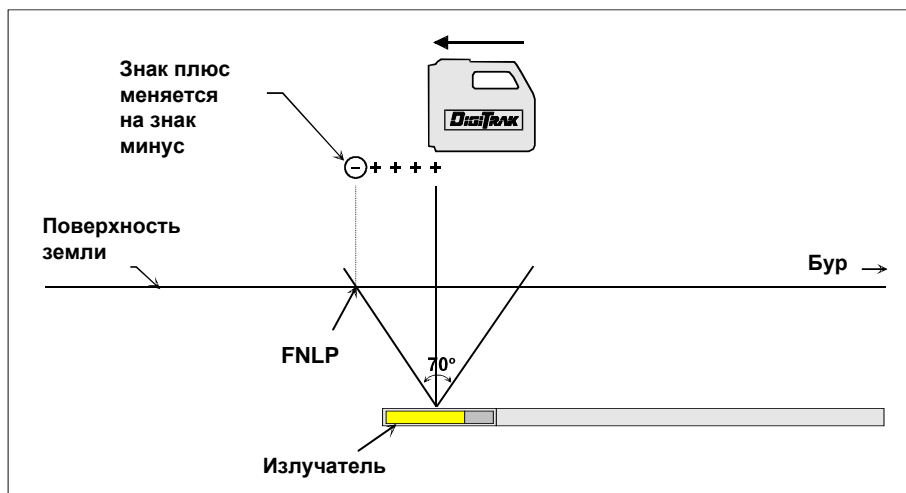 Знак плюс
меняется
на знак
минус
DIGITRAK
− + + + +
Поверхность
земли
Бур →
FNLP
70°
Излучатель